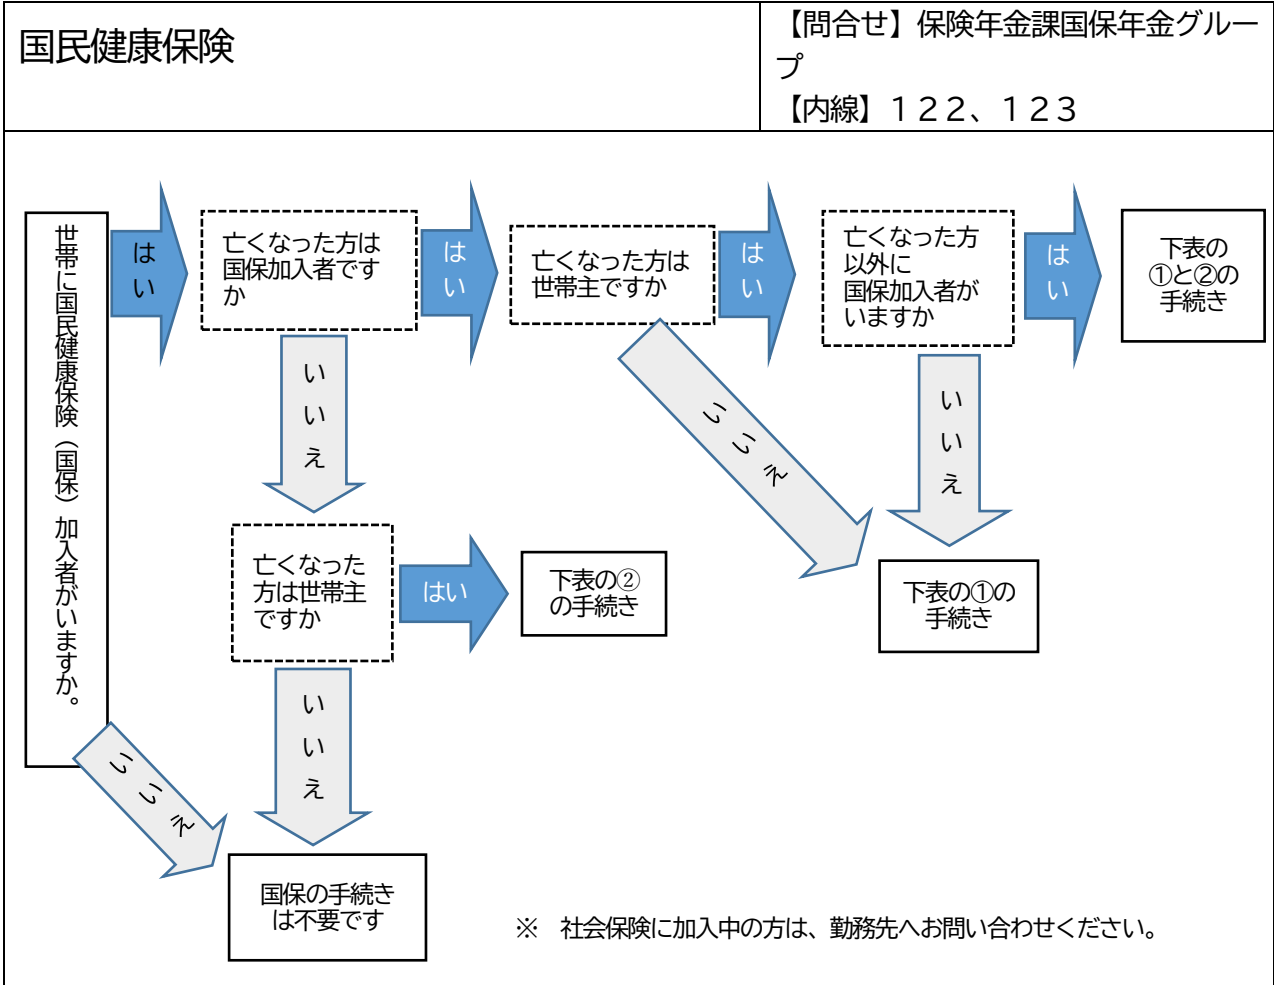 国民健康保険
【問合せ】保険年金課国保年金グルー
プ
【内線】１２２、１２３
世帯に国民健康保険（国保）加入者がいますか。
はい
亡くなった方は
国保加入者です
か
はい
亡くなった方は
世帯主ですか
はい
亡くなった方
以外に
国保加入者が
いますか
はい
下表の
①と②の
手続き
いいえ
いいえ
いいえ
亡くなった
方は世帯主
ですか
はい
下表の②
の手続き
下表の①の
手続き
いいえ
いいえ
国保の手続き
は不要です
※　社会保険に加入中の方は、勤務先へお問い合わせください。